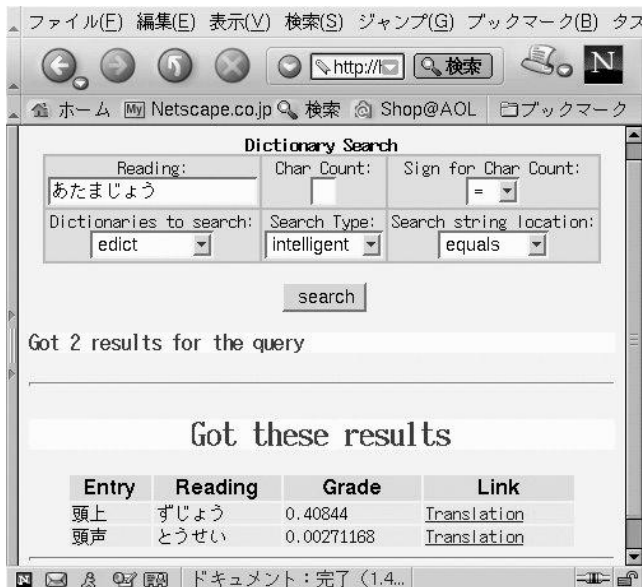 ファイル(F) 編集(E) 表示(V) 検索(S) ジャンプ(G) ブックマーク(B) タス
http://h 検索 N
ホーム My Netscape.co.jp 検索 Shop@AOL ブックマーク
Dictionary Search
Reading: Char Count: Sign for Char Count:
あたまじょう =
Dictionaries to search: Search Type: Search string location:
edict intelligent equals
search
Got 2 results for the query
Got these results
Entry Reading Grade Link
頭上 ずじょう 0.40844 Translation
頭声 とうせい 0.00271168 Translation
ドキュメント：完了 (1.4...